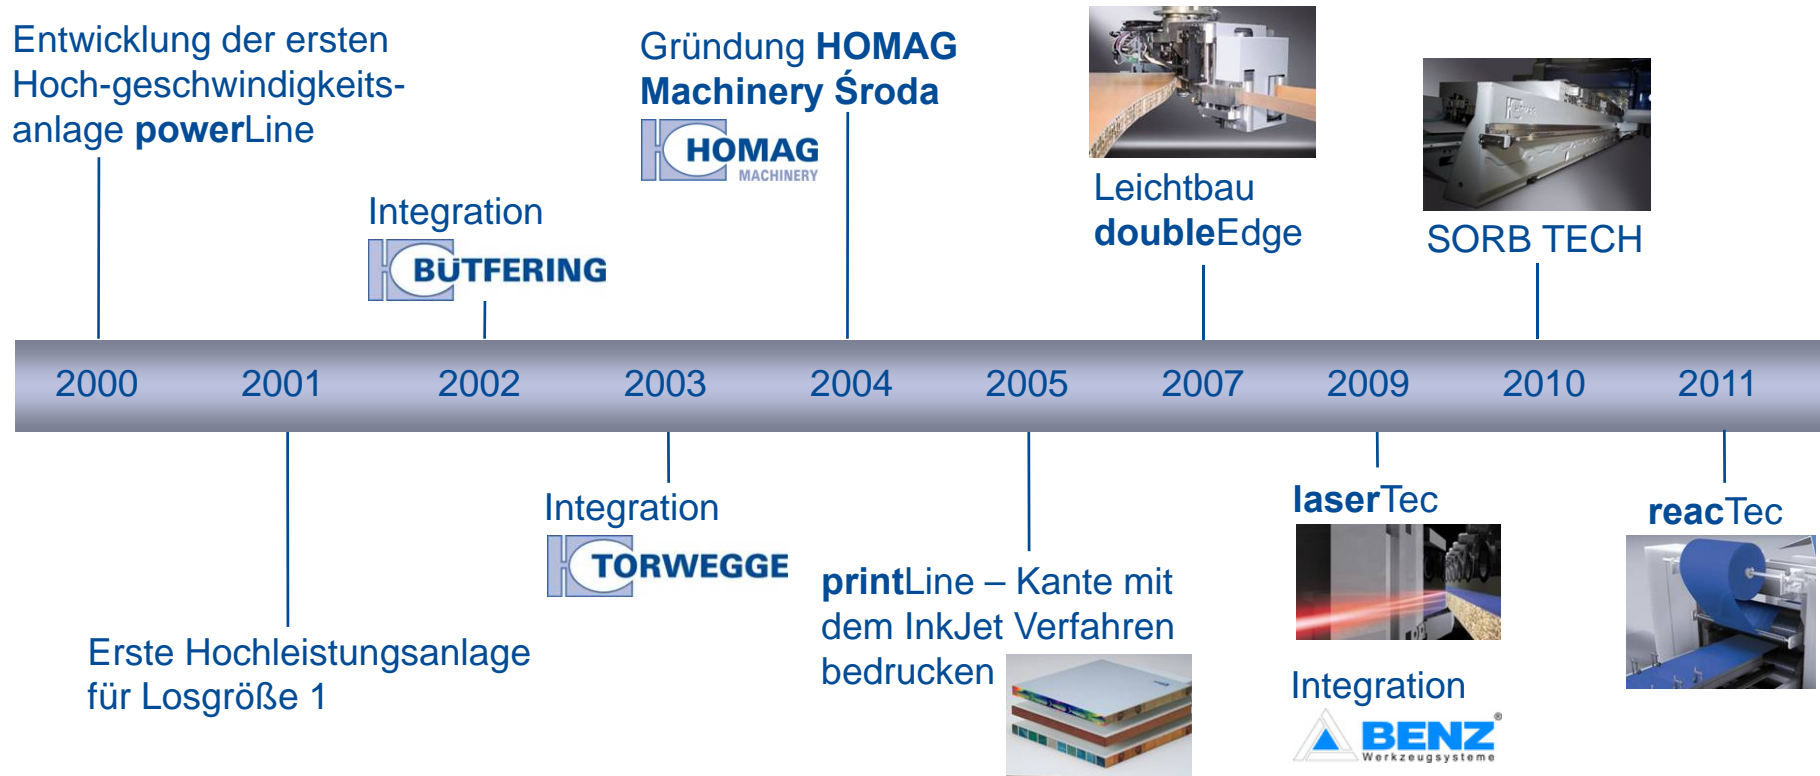 Entwicklung der ersten
Hoch-geschwindigkeits-
anlage powerLine
Integration
BÜTFERING
Gründung HOMAG
Machinery Środa
HOMAG
MACHINERY
Leichtbau
doubleEdge
SORB TECH
2000 2001 2002 2003 2004 2005 2007 2009 2010 2011
Erste Hochleistungsanlage
für Losgröße 1
Integration
TORWEGGE
printLine – Kante mit
dem InkJet Verfahren
bedrucken
laserTec
Integration
BENZ®
Werkzeugsysteme
reacTec